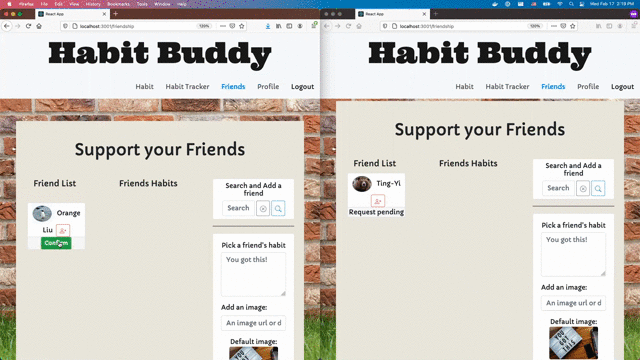 Firefox File Edit View History Bookmarks Tools Window Help
Wed Feb 17 2:19 PM
React App
localhost:3001/friendship
120%
Habit Buddy
Habit Habit Tracker Friends Profile Logout
Support your Friends
Friend List
Friends Habits
Search and Add a
friend
Search
Orange
Liu
Confirm
Pick a friend's habit
You got this!
Add an image:
An image url or d
Default image:
React App
localhost:3001/friendship
120%
Habit Buddy
Habit Habit Tracker Friends Profile Logout
Support your Friends
Friend List
Friends Habits
Search and Add a
friend
Search
Ting-Yi
Request pending
Pick a friend's habit
You got this!
Add an image:
An image url or d
Default image:
YOU
GOT
THIS